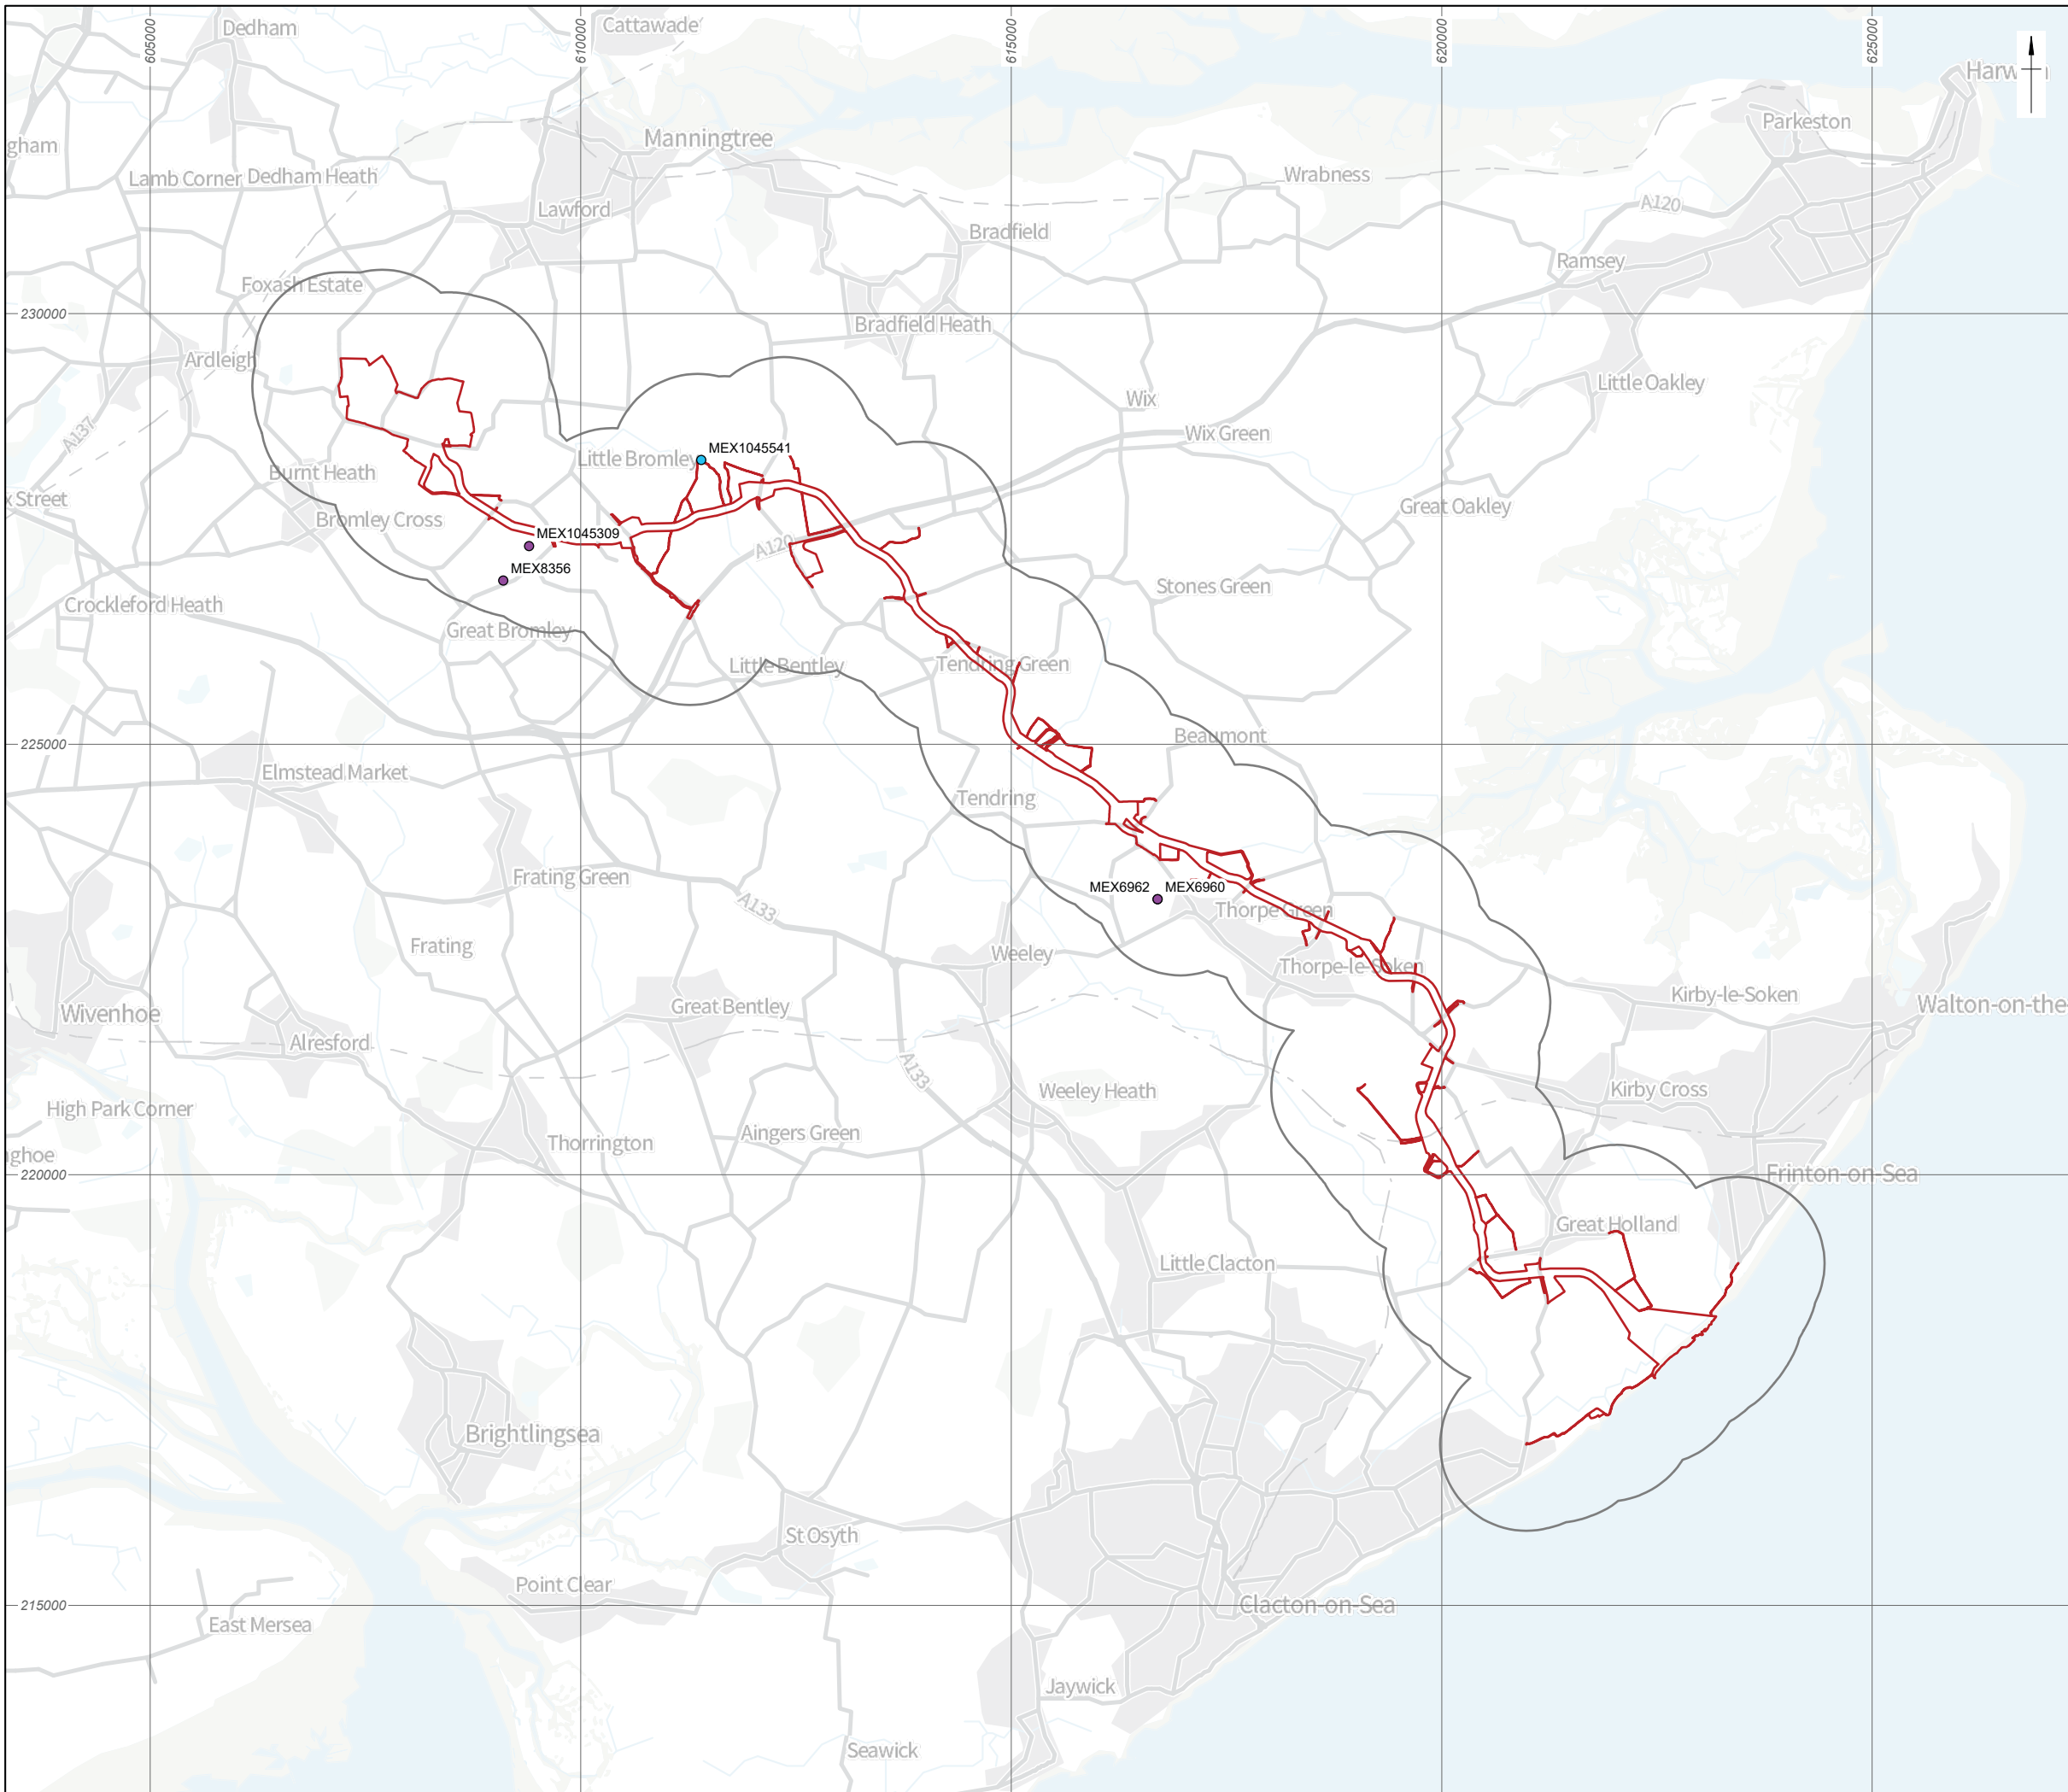 605000
610000
615000
620000
625000
Dedham
Cattawade
Harw
Parkeston
Manningtree
gham
Lamb Corner
Dedham Heath
Wrabness
A120
Lawford
Bradfield
Ramsey
Foxash Estate
230000
Bradfield Heath
Ardleigh
Little Oakley
Wix
A137
Wix Green
Little Bromley
MEX1045541
Burnt Heath
x Street
Great Oakley
Bromley Cross
MEX1045309
A120
MEX8356
Stones Green
Crockleford Heath
Great Bromley
Little Bentley
Tendring Green
225000
Beaumont
Elmstead Market
Tendring
Frating Green
MEX6962
MEX6960
A133
Thorpe Green
Frating
Weeley
Thorpe-le-Soken
Kirby-le-Soken
Great Bentley
Walton-on-the-
Wivenhoe
Alresford
A133
Weeley Heath
Kirby Cross
High Park Corner
Aingers Green
Thorrington
nghoe
220000
Frinton-on-Sea
Great Holland
Little Clacton
Brightlingsea
St Osyth
Point Clear
215000
Clacton-on-Sea
East Mersea
Jaywick
Seawick